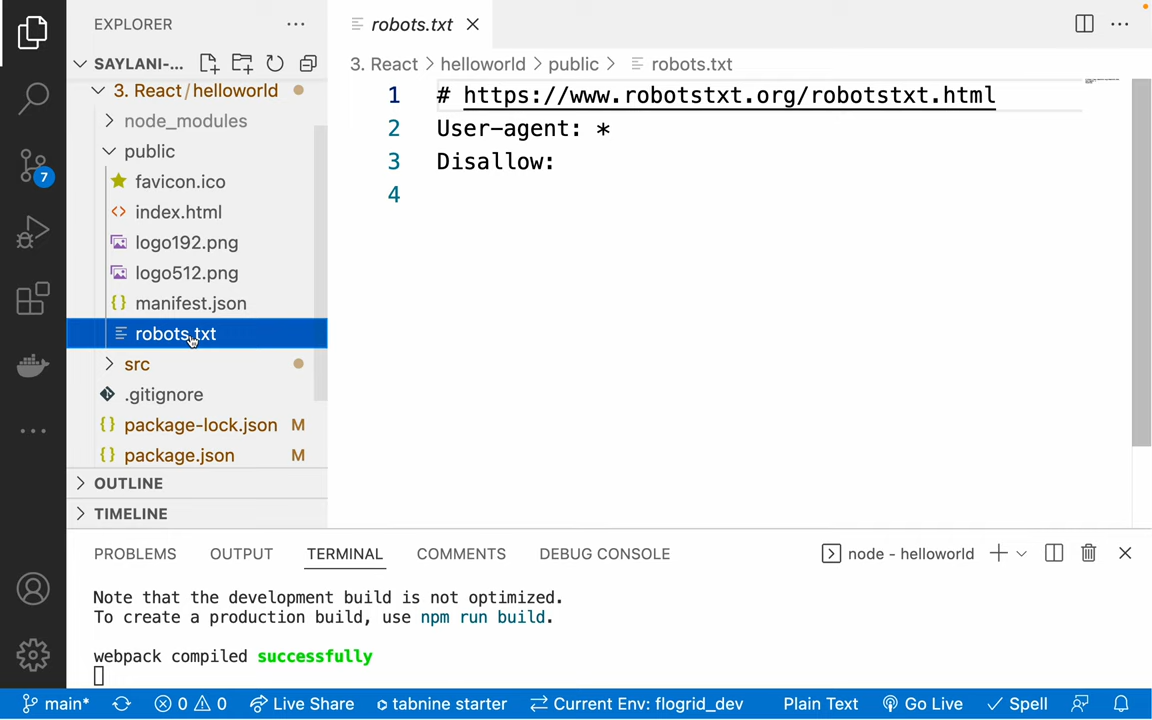 EXPLORER
robots.txt
SAYLANI-...
3. React > helloworld > public > robots.txt
3. React / helloworld
node_modules
public
favicon.ico
index.html
logo192.png
logo512.png
manifest.json
robots.txt
src
.gitignore
package-lock.json M
package.json M
OUTLINE
TIMELINE
1 # https://www.robotstxt.org/robotstxt.html
2 User-agent: *
3 Disallow:
4
7
PROBLEMS OUTPUT TERMINAL COMMENTS DEBUG CONSOLE node - helloworld
Note that the development build is not optimized.
To create a production build, use npm run build.
webpack compiled successfully
main* 0 0 Live Share tabnine starter Current Env: flogrid_dev Plain Text Go Live Spell